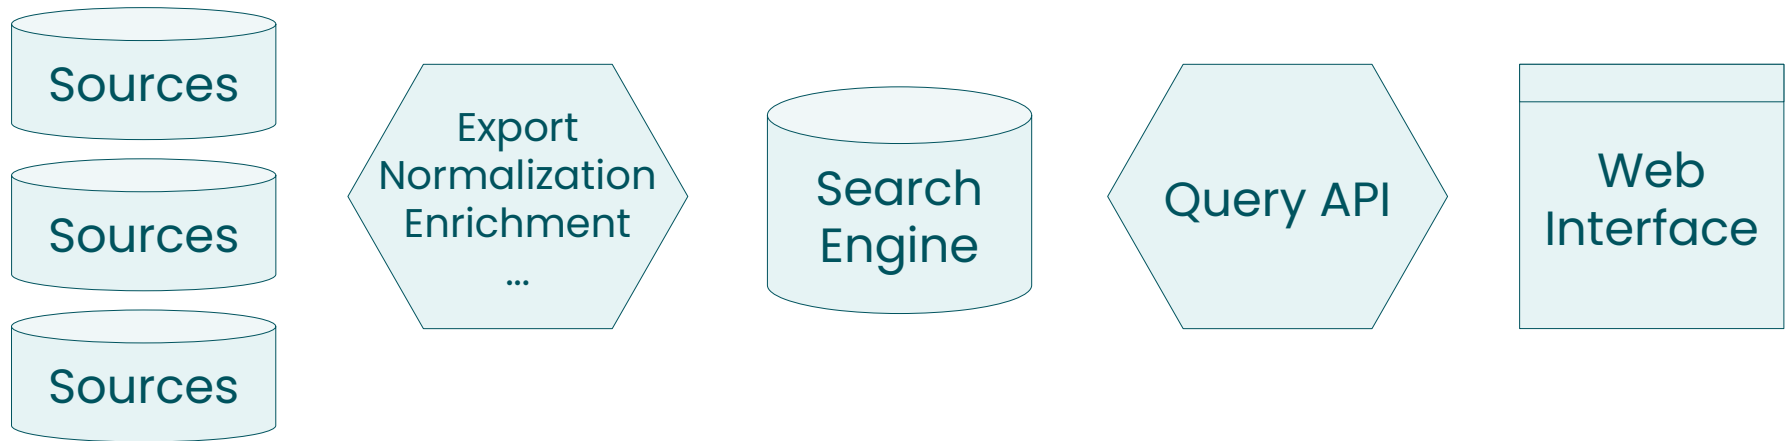 Sources
Sources
Sources
Export
Normalization
Enrichment
...
Search
Engine
Query API
Web
Interface